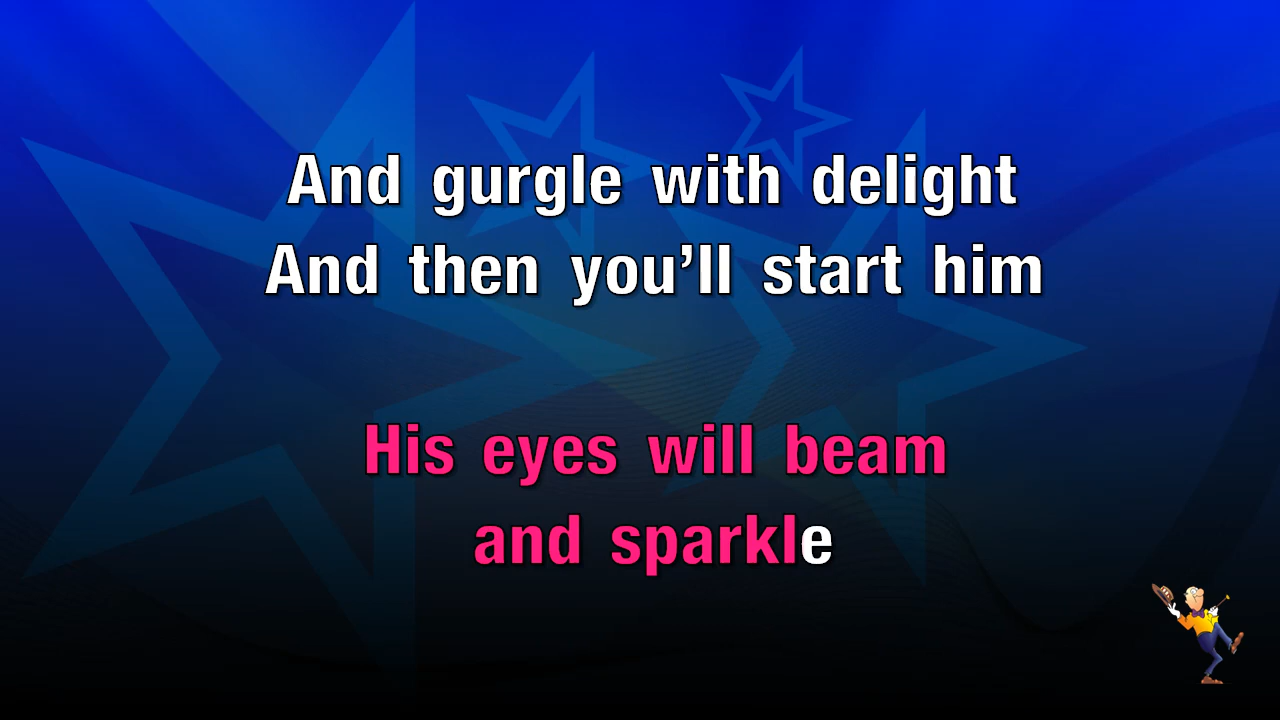 And gurgle with delight
And then you’ll start him
His eyes will beam
and sparkle